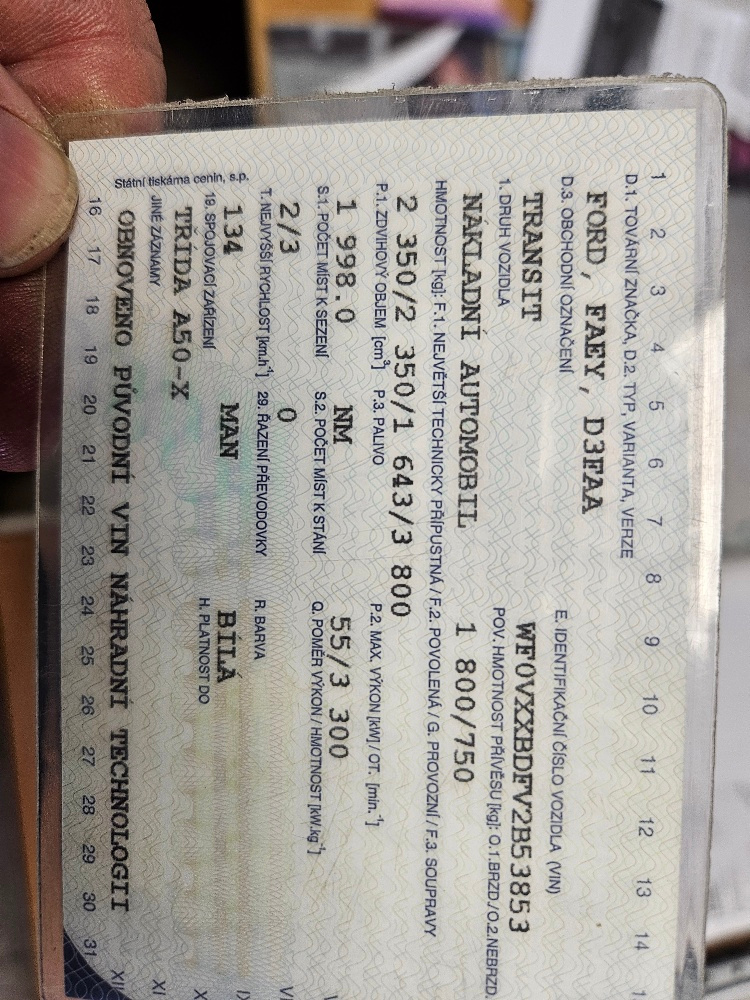 1 2 3 4 5 6 7 8 9 10 11 12 13 14
D.1. TOVÁRNÍ ZNAČKA, D.2. TYP, VARIANTA, VERZE
FORD, FAEY, D3FAA
D.3. OBCHODNÍ OZNAČENÍ E. IDENTIFIKAČNÍ ČÍSLO VOZIDLA (VIN)
TRANSIT WF0VXXBDFV2B53853
1. DRUH VOZIDLA POV. HMOTNOST PŘÍVĚSU [kg]: O.1.BRZD./O.2.NEBRZD.
NÁKLADNÍ AUTOMOBIL 1 800/750
HMOTNOST [kg]: F.1. NEJVĚTŠÍ TECHNICKY PŘÍPUSTNÁ / F.2. POVOLENÁ / G. PROVOZNÍ / F.3. SOUPRAVY
2 350/2 350/1 643/3 800
P.1. ZDVIHOVÝ OBJEM [cm³] P.3. PALIVO P.2. MAX. VÝKON [kW] / OT. [min.⁻¹]
1 998.0 NM 55/3 300
S.1. POČET MÍST K SEZENÍ S.2. POČET MÍST K STÁNÍ Q. POMĚR VÝKON / HMOTNOST [kW.kg⁻¹]
2/3 0
T. NEJVYŠŠÍ RYCHLOST [km.h⁻¹] 29. ŘAZENÍ PŘEVODOVKY R. BARVA
134 MAN BÍLÁ
19. SPOJOVACÍ ZAŘÍZENÍ H. PLATNOST DO
TŘÍDA A50-X
JINÉ ZÁZNAMY
OBNOVENO PŮVODNÍ VIN NÁHRADNÍ TECHNOLOGII
16 17 18 19 20 21 22 23 24 25 26 27 28 29 30 31
Státní tiskárna cenin, s.p.
VI
X
XI
XII